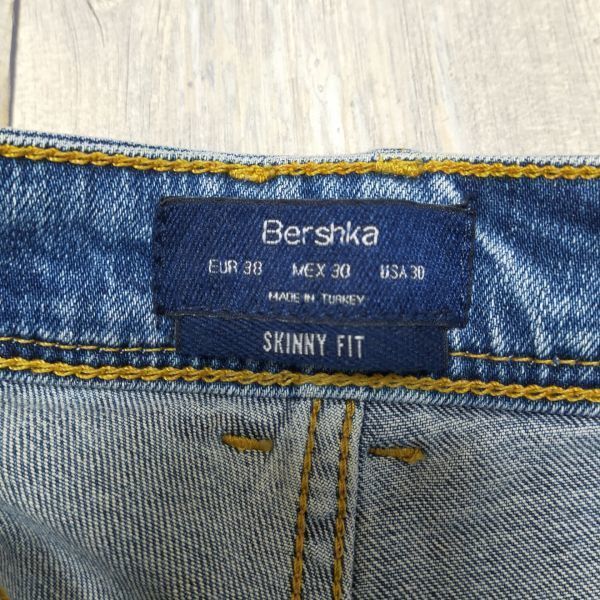 Bershka
EUR 38 MEX 30 USA 30
MADE IN TURKEY
SKINNY FIT